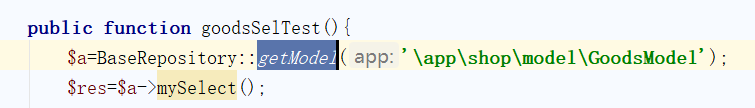 public function goodsSelTest(){
$a=BaseRepository::getModel( app: '\app\shop\model\GoodsModel');
$res=$a->mySelect();